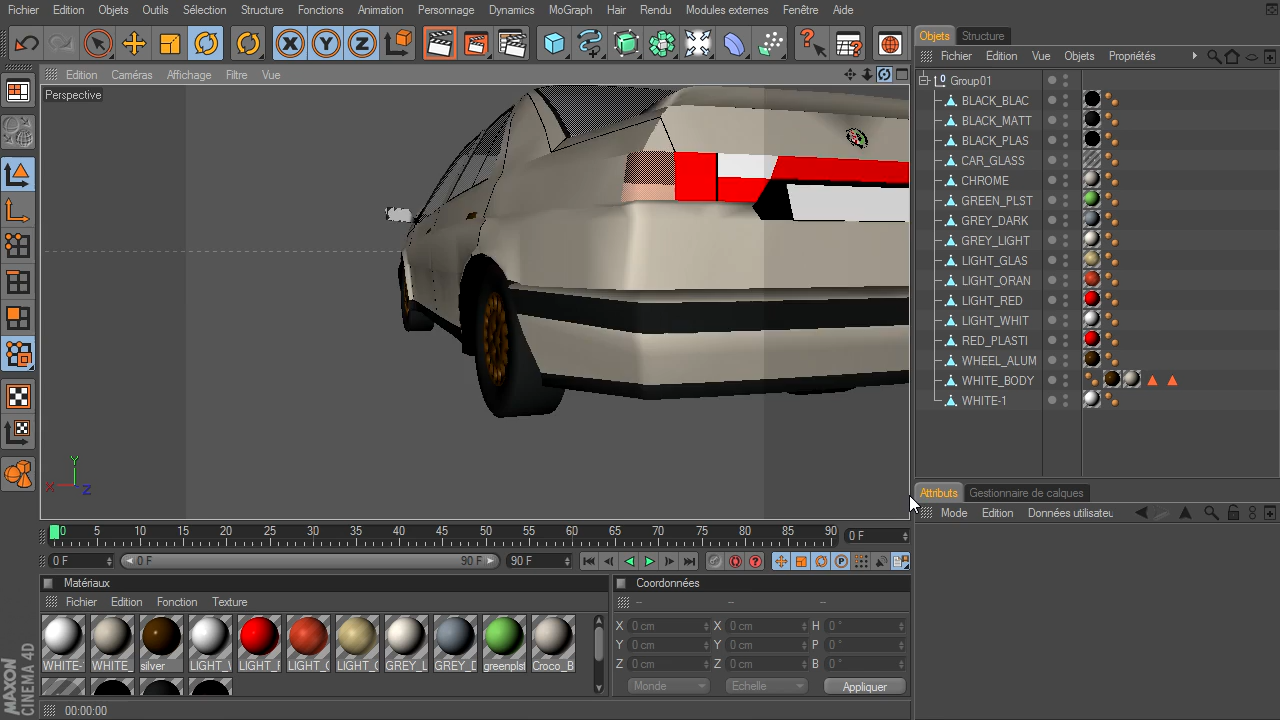 Fichier Edition Objets Outils Sélection Structure Fonctions Animation Personnage Dynamics MoGraph Hair Rendu Modules externes Fenêtre Aide
Objets Structure
Fichier Edition Vue Objets Propriétés
Edition Caméras Affichage Filtre Vue
Perspective
Group01
BLACK_BLAC
BLACK_MATT
BLACK_PLAS
CAR_GLASS
CHROME
GREEN_PLST
GREY_DARK
GREY_LIGHT
LIGHT_GLAS
LIGHT_ORAN
LIGHT_RED
LIGHT_WHIT
RED_PLASTI
WHEEL_ALUM
WHITE_BODY
WHITE-1
Y
X Z
Attributs Gestionnaire de calques
Mode Edition Données utilisateu
0 5 10 15 20 25 30 35 40 45 50 55 60 65 70 75 80 85 90 0 F
0 F 0 F 90 F 90 F
Matériaux
Fichier Edition Fonction Texture
WHITE- WHITE_ silver LIGHT_\ LIGHT_F LIGHT_C LIGHT_C GREY_L GREY_D greenplst Croco_B
Coordonnées
-- -- --
X 0 cm X 0 cm H 0 °
Y 0 cm Y 0 cm P 0 °
Z 0 cm Z 0 cm B 0 °
Monde Echelle Appliquer
MAXON
CINEMA 4D
00:00:00